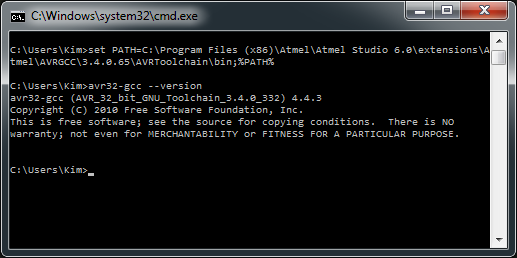 C:\Windows\system32\cmd.exe
C:\Users\Kim>set PATH=C:\Program Files (x86)\Atmel\Atmel Studio 6.0\extensions\A
tmel\AVRGCC\3.4.0.65\AVRToolchain\bin;%PATH%
C:\Users\Kim>avr32-gcc --version
avr32-gcc (AVR_32_bit_GNU_Toolchain_3.4.0_332) 4.4.3
Copyright (C) 2010 Free Software Foundation, Inc.
This is free software; see the source for copying conditions.  There is NO
warranty; not even for MERCHANTABILITY or FITNESS FOR A PARTICULAR PURPOSE.
C:\Users\Kim>_